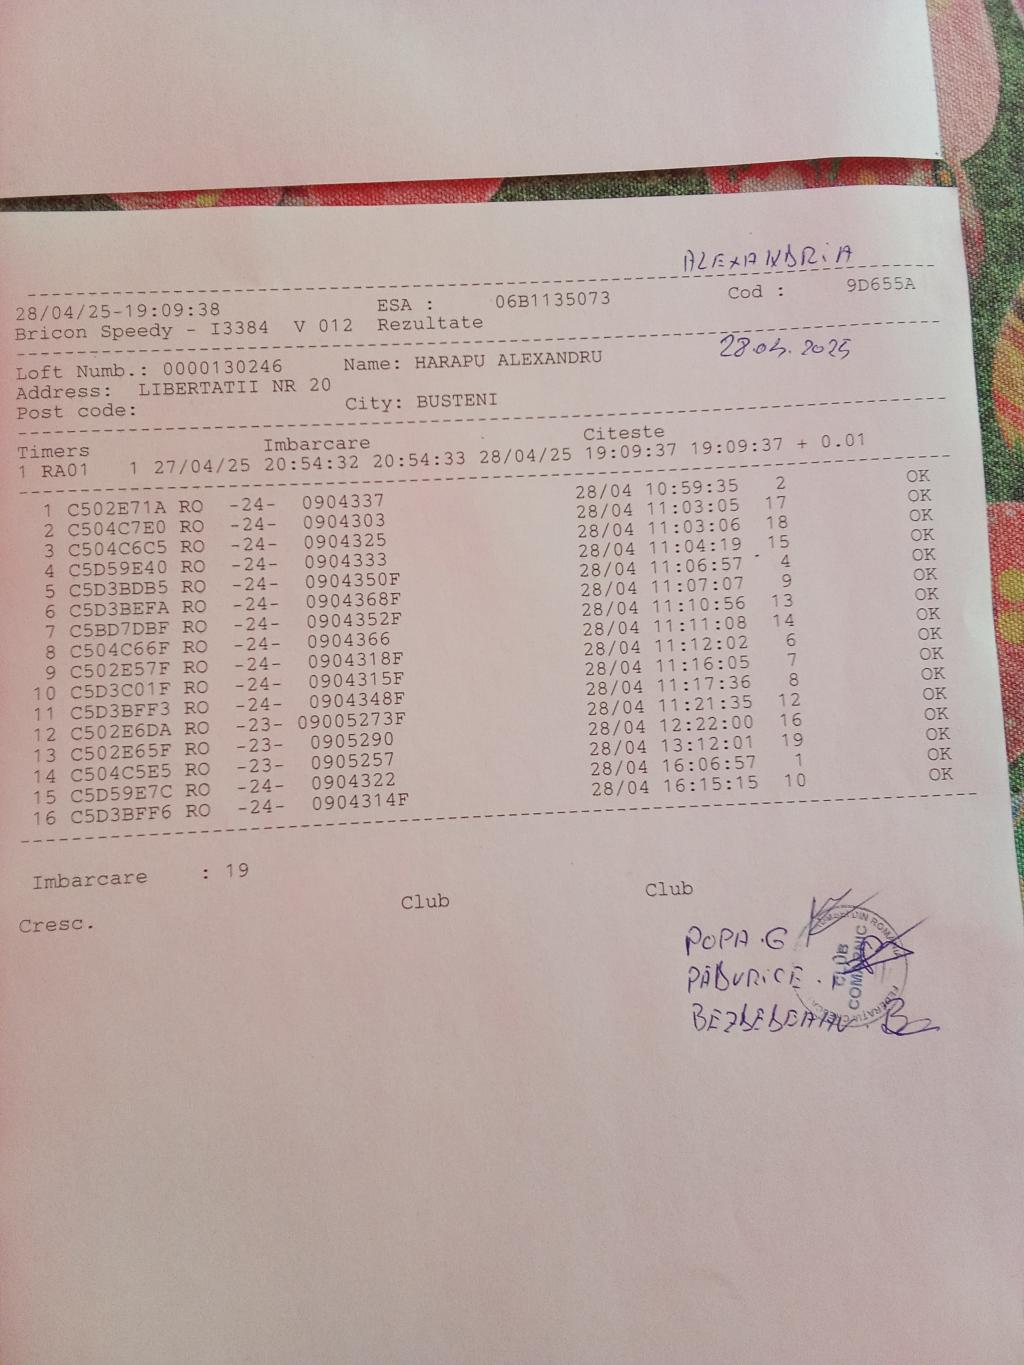 ALEXANDRIA
28/04/25-19:09:38 ESA : 06B1135073 Cod : 9D655A
Bricon Speedy - I3384 V 012 Rezultate
Loft Numb.: 0000130246 Name: HARAPU ALEXANDRU 28.04.2025
Address: LIBERTATII NR 20
Post code: City: BUSTENI
Timers Imbarcare Citeste
1 RA01 1 27/04/25 20:54:32 20:54:33 28/04/25 19:09:37 19:09:37 + 0.01
1 C502E71A RO -24- 0904337 28/04 10:59:35 2 OK
2 C504C7E0 RO -24- 0904303 28/04 11:03:05 17 OK
3 C504C6C5 RO -24- 0904325 28/04 11:03:06 18 OK
4 C5D59E40 RO -24- 0904333 28/04 11:04:19 15 OK
5 C5D3BDB5 RO -24- 0904350F 28/04 11:06:57 4 OK
6 C5D3BEFA RO -24- 0904368F 28/04 11:07:07 9 OK
7 C5BD7DBF RO -24- 0904352F 28/04 11:10:56 13 OK
8 C504C66F RO -24- 0904366 28/04 11:11:08 14 OK
9 C502E57F RO -24- 0904318F 28/04 11:12:02 6 OK
10 C5D3C01F RO -24- 0904315F 28/04 11:16:05 7 OK
11 C5D3BFF3 RO -24- 0904348F 28/04 11:17:36 8 OK
12 C502E6DA RO -23- 09005273F 28/04 11:21:35 12 OK
13 C502E65F RO -23- 0905290 28/04 12:22:00 16 OK
14 C504C5E5 RO -23- 0905257 28/04 13:12:01 19 OK
15 C5D59E7C RO -24- 0904322 28/04 16:06:57 1 OK
16 C5D3BFF6 RO -24- 0904314F 28/04 16:15:15 10 OK
Imbarcare : 19
Cresc. Club Club
POPA G
PĂDURICE
CLUB
COMARNIC